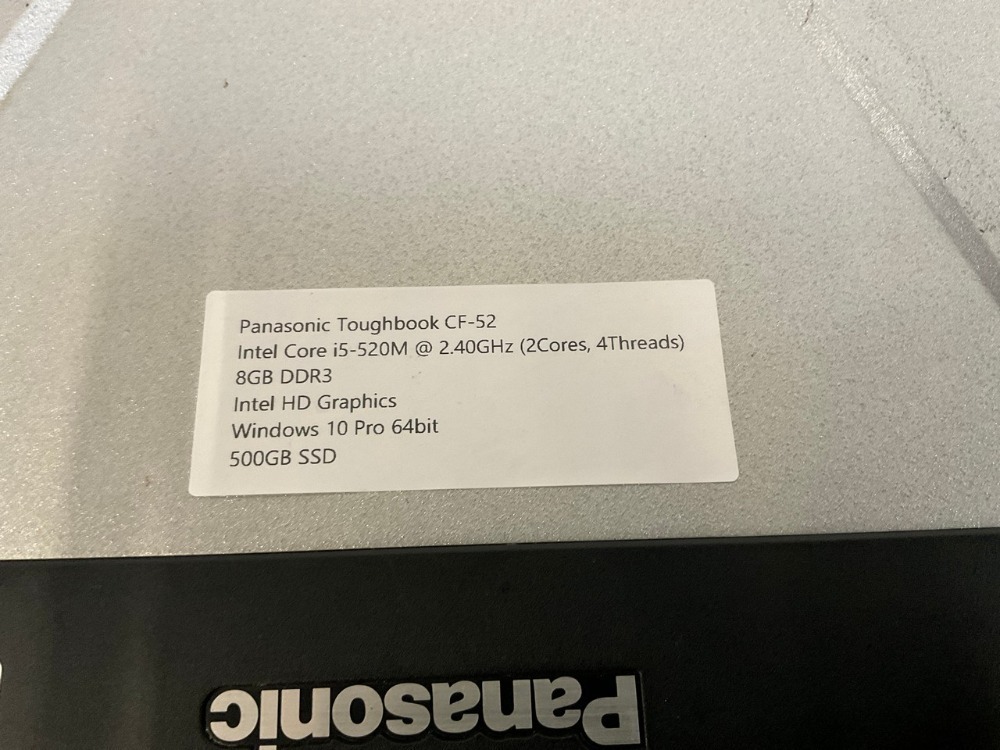 Panasonic Toughbook CF-52
Intel Core i5-520M @ 2.40GHz (2Cores, 4Threads)
8GB DDR3
Intel HD Graphics
Windows 10 Pro 64bit
500GB SSD
Panasonic